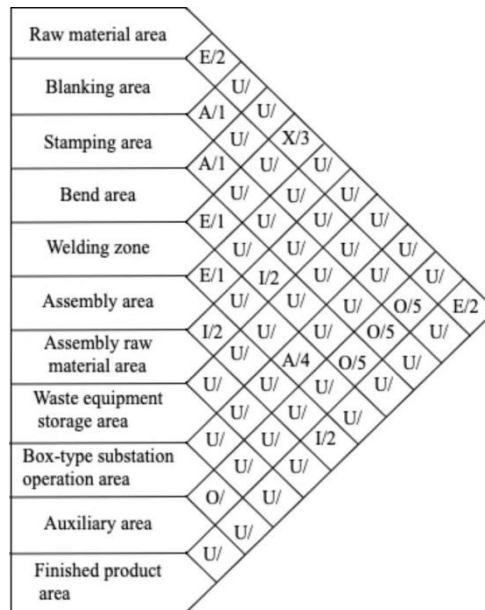 Raw material area
E/2
Blanking area U/
A/1 U/
Stamping area U/ X/3
A/1 U/ U/
Bend area U/ U/ U/
E/1 U/ U/ U/
Welding zone U/ U/ U/ U/
E/1 I/2 U/ U/ U/
Assembly area U/ U/ U/ O/5 E/2
I/2 U/ U/ O/5 U/
Assembly raw
material area U/ A/4 O/5 U/
U/ U/ U/ U/
Waste equipment
storage area U/ U/ U/
U/ U/ I/2
Box-type substation
operation area U/ U/
O/ U/
Auxiliary area U/
U/
Finished product
area